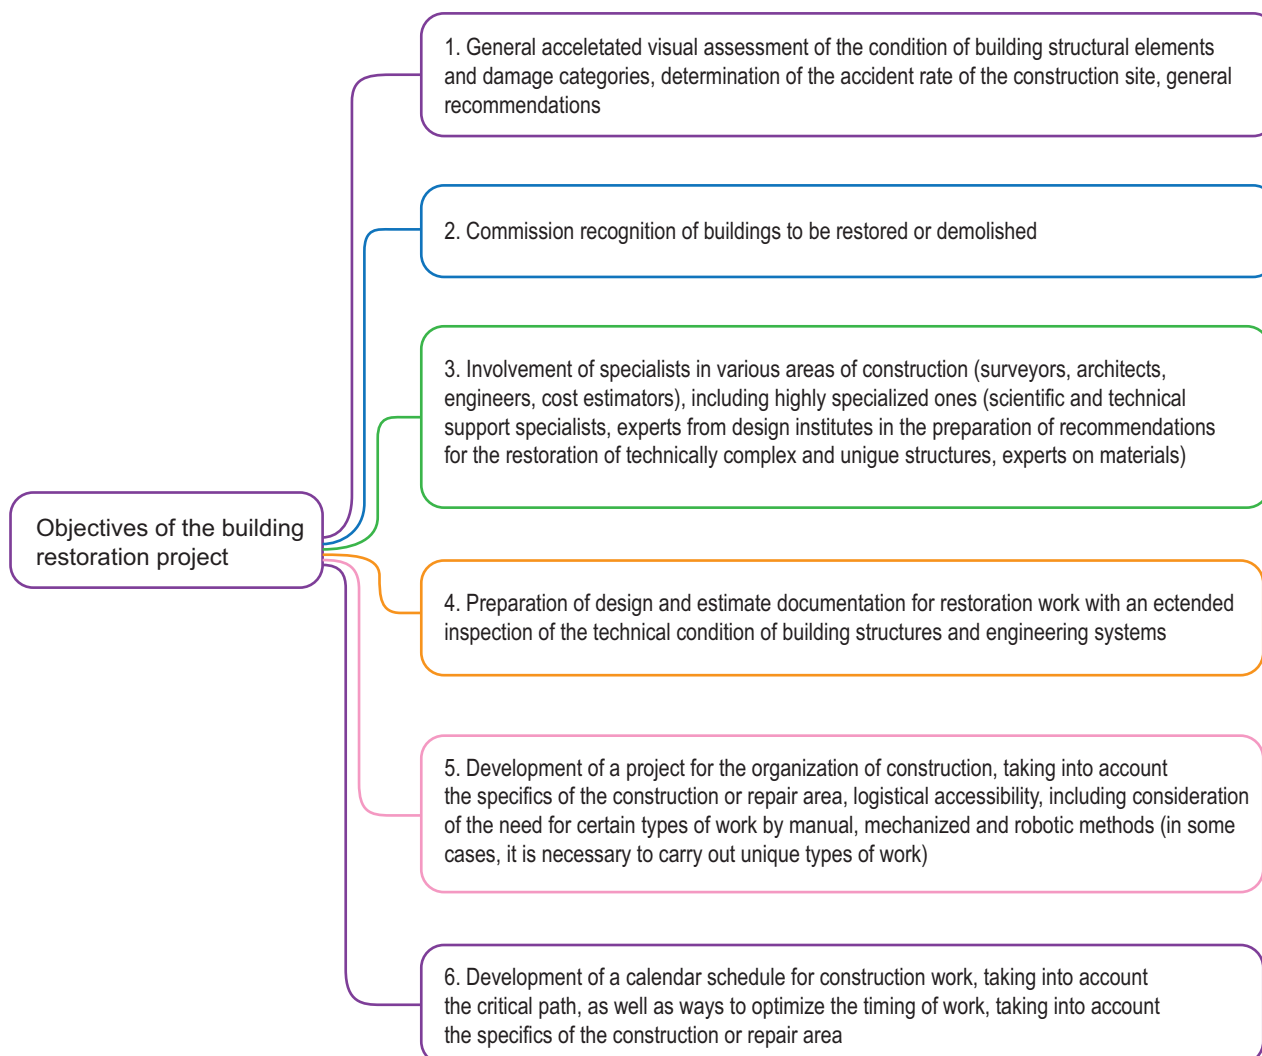 1. General acceletated visual assessment of the condition of building structural elements
and damage categories, determination of the accident rate of the construction site, general
recommendations
2. Commission recognition of buildings to be restored or demolished
3. Involvement of specialists in various areas of construction (surveyors, architects,
engineers, cost estimators), including highly specialized ones (scientific and technical
support specialists, experts from design institutes in the preparation of recommendations
for the restoration of technically complex and unigue structures, experts on materials)
Objectives of the building
restoration project
4. Preparation of design and estimate documentation for restoration work with an ectended
inspection of the technical condition of building structures and engineering systems
5. Development of a project for the organization of construction, taking into account
the specifics of the construction or repair area, logistical accessibility, including consideration
of the need for certain types of work by manual, mechanized and robotic methods (in some
cases, it is necessary to carry out unique types of work)
6. Development of a calendar schedule for construction work, taking into account
the critical path, as well as ways to optimize the timing of work, taking into account
the specifics of the construction or repair area